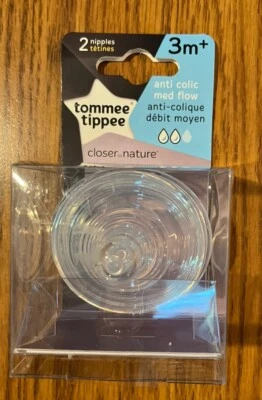 2 nipples
tétines
3m+
anti colic
med flow
anti-colique
débit moyen
tommee
tippee
closer to nature